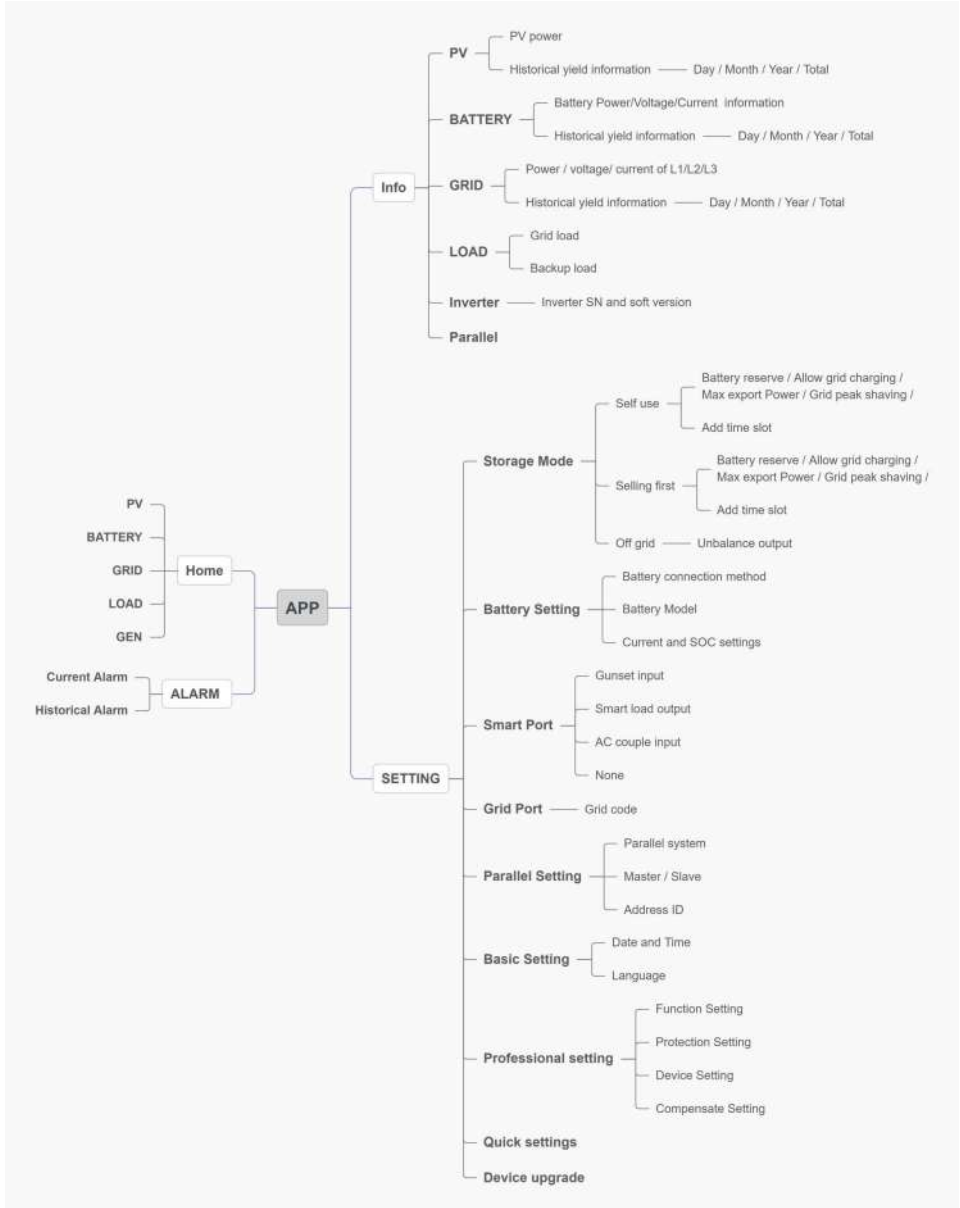 APP
Home
PV
BATTERY
GRID
LOAD
GEN
ALARM
Current Alarm
Historical Alarm
Info
PV
PV power
Historical yield information
Day / Month / Year / Total
BATTERY
Battery Power/Voltage/Current information
Historical yield information
Day / Month / Year / Total
GRID
Power / voltage/ current of L1/L2/L3
Historical yield information
Day / Month / Year / Total
LOAD
Grid load
Backup load
Inverter
Inverter SN and soft version
Parallel
SETTING
Storage Mode
Self use
Battery reserve / Allow grid charging /
Max export Power / Grid peak shaving /
Add time slot
Selling first
Battery reserve / Allow grid charging /
Max export Power / Grid peak shaving /
Add time slot
Off grid
Unbalance output
Battery Setting
Battery connection method
Battery Model
Current and SOC settings
Smart Port
Gunset input
Smart load output
AC couple input
None
Grid Port
Grid code
Parallel Setting
Parallel system
Master / Slave
Address ID
Basic Setting
Date and Time
Language
Professional setting
Function Setting
Protection Setting
Device Setting
Compensate Setting
Quick settings
Device upgrade